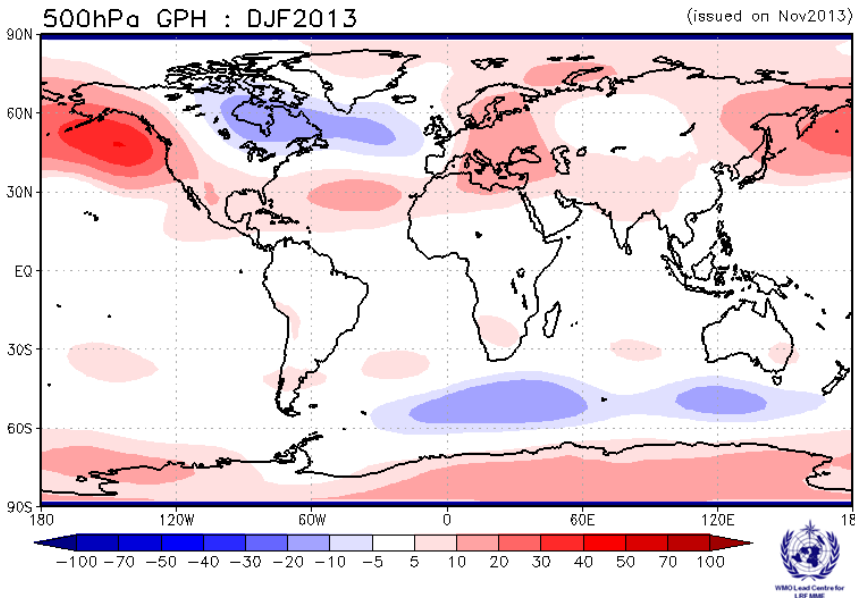 500hPa GPH : DJF2013
(issued on Nov2013)
90N
60N
30N
EQ
30S
60S
90S
180 120W 60W 0 60E 120E 18
-100 -70 -50 -40 -30 -20 -10 -5 5 10 20 30 40 50 70 100
WMO Lead Centre for
LRFMME